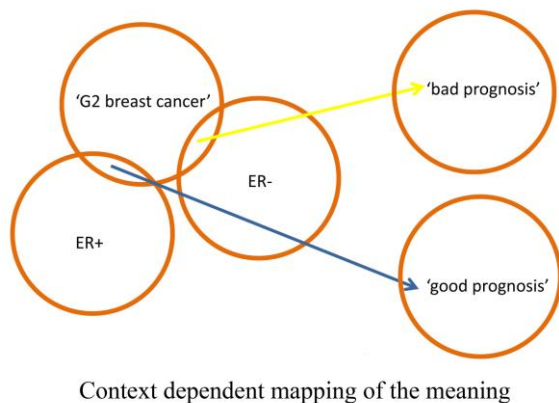 'G2 breast cancer'
'bad prognosis'
ER-
ER+
'good prognosis'
Context dependent mapping of the meaning